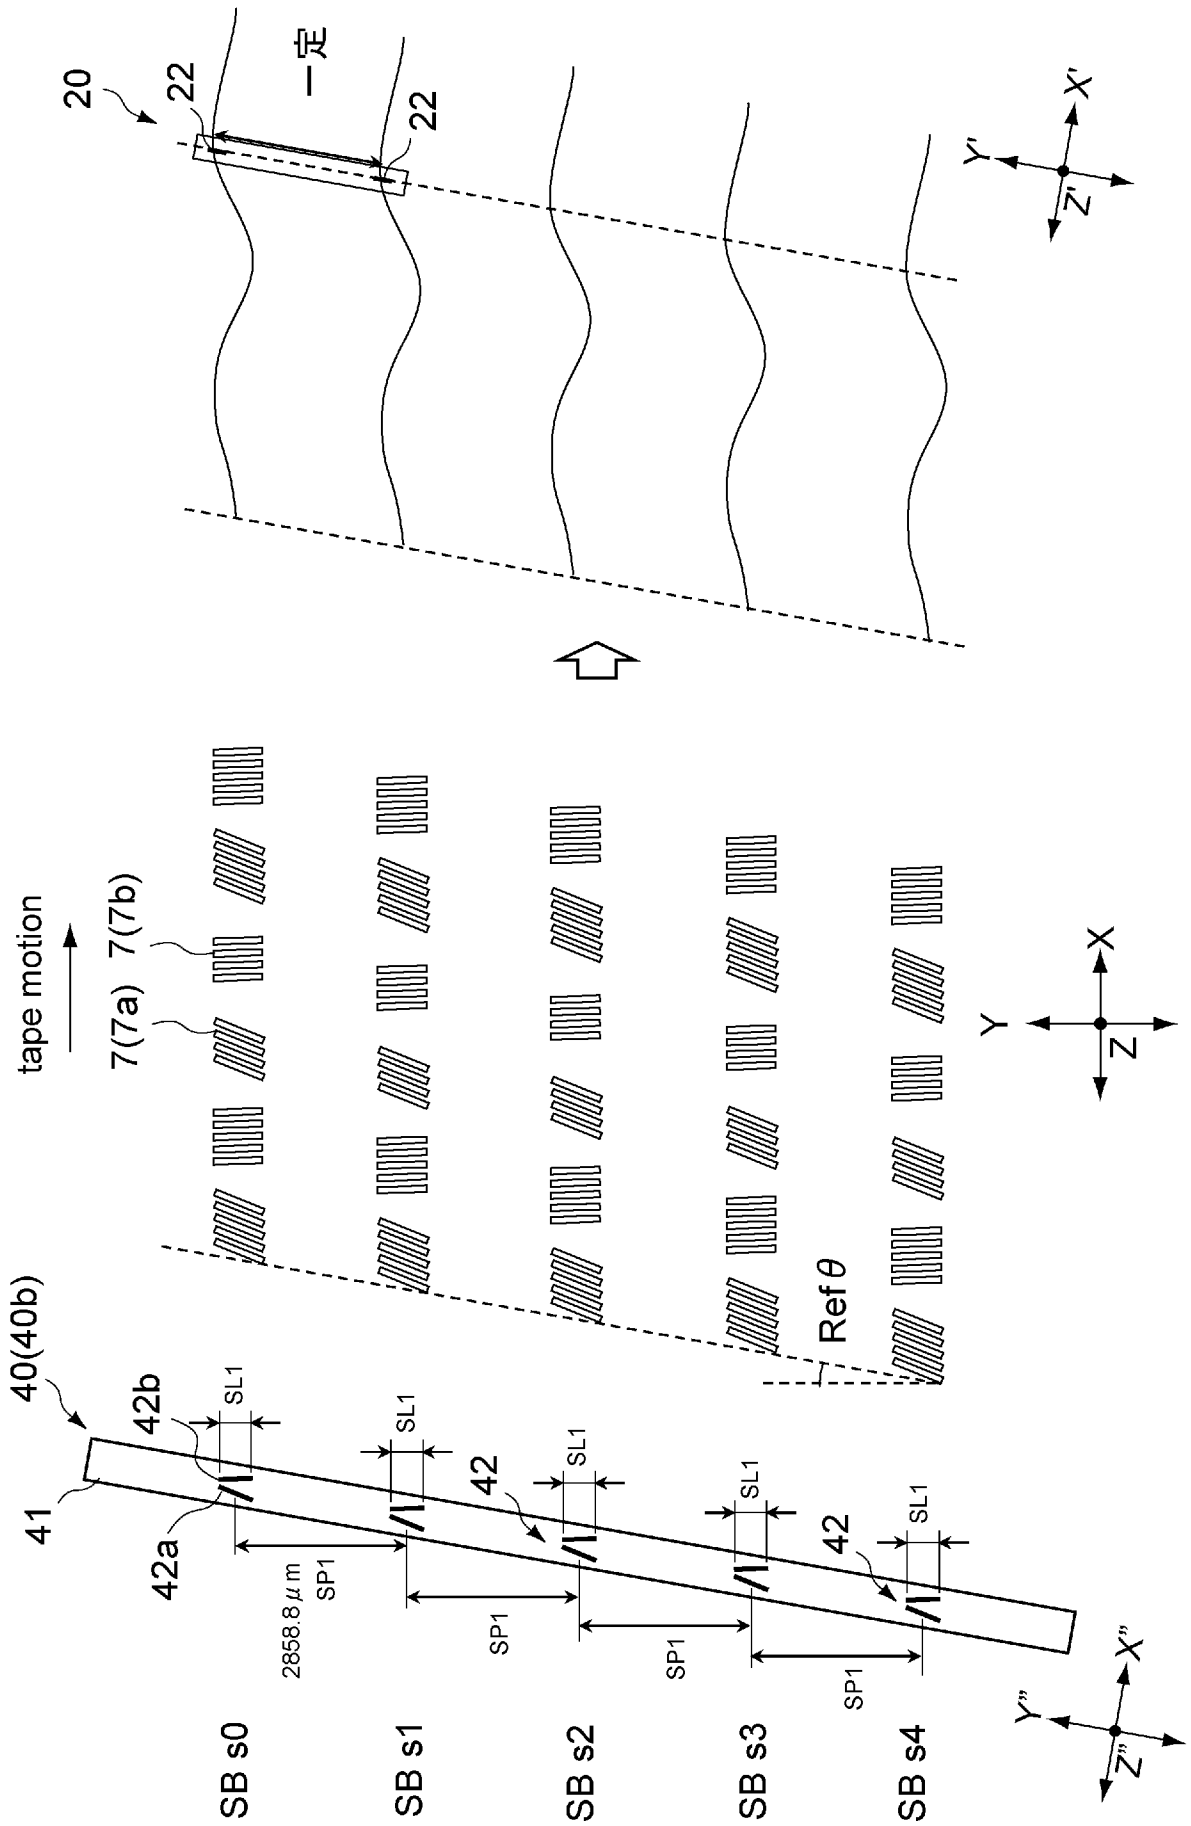 40(40b)
41
42a
42b
SL1
SL1
SL1
SL1
SL1
42
42
2858.8μm
SP1
SP1
SP1
SP1
SB s0
SB s1
SB s2
SB s3
SB s4
Y”
X”
Z”
tape motion
7(7a)
7(7b)
Ref θ
Y
X
Z
20
22
22
一定
Y'
X'
Z'